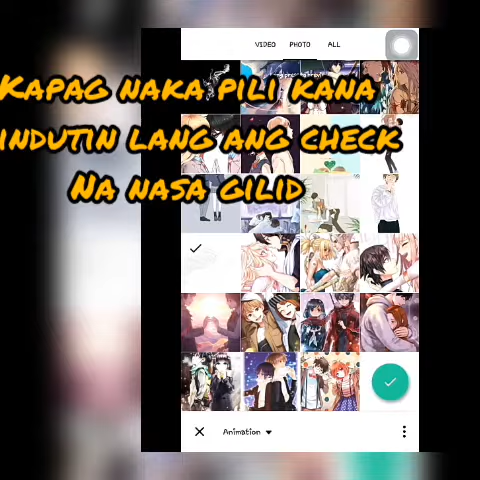 VIDEO PHOTO ALL
KAPAG NAKA PILI KANA
INDUTIN LANG ANG CHECK
NA NASA GILID
Animation